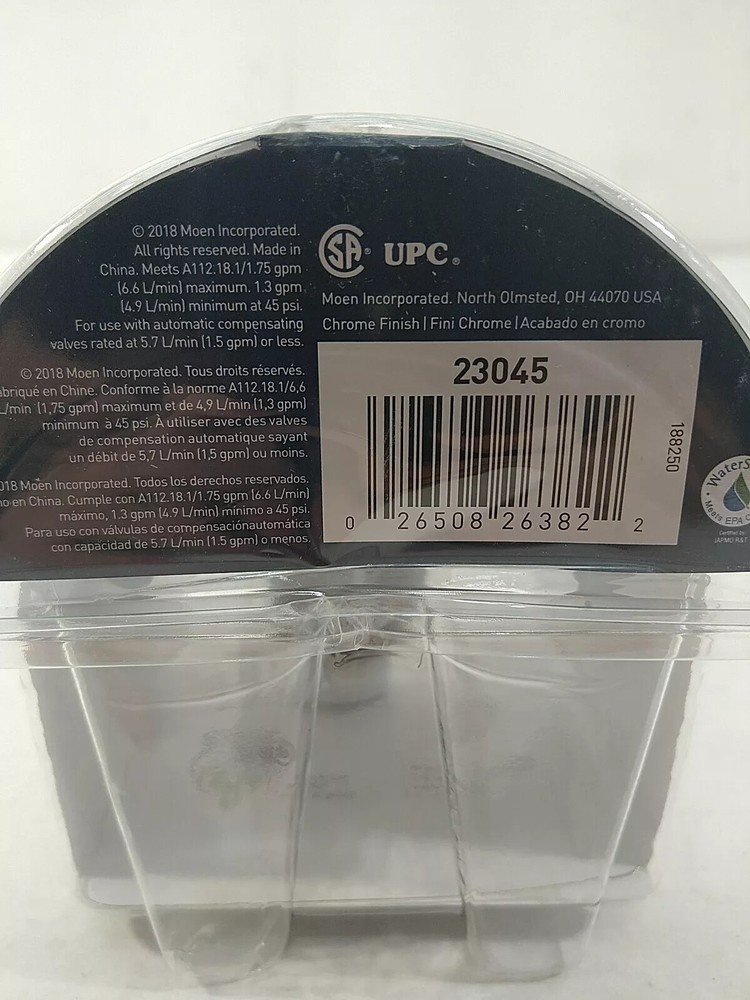 © 2018 Moen Incorporated.
All rights reserved. Made in
China. Meets A112.18.1/1.75 gpm
(6.6 L/min) maximum. 1.3 gpm
(4.9 L/min) minimum at 45 psi.
For use with automatic compensating
valves rated at 5.7 L/min (1.5 gpm) or less.
© 2018 Moen Incorporated. Tous droits réservés.
abriqué en Chine. Conforme à la norme A112.18.1/6,6
L/min (1,75 gpm) maximum et de 4,9 L/min (1,3 gpm)
minimum à 45 psi. À utiliser avec des valves
de compensation automatique sayant
un débit de 5,7 L/min (1,5 gpm) ou moins.
018 Moen Incorporated. Todos los derechos reservados.
o en China. Cumple con A112.18.1/1.75 gpm (6.6 L/min)
máximo, 1.3 gpm (4.9 L/min) mínimo a 45 psi.
Para uso con válvulas de compensaciónautomática
con capacidad de 5.7 L/min (1.5 gpm) o menos.
SA® UPC®
Moen Incorporated. North Olmsted, OH 44070 USA
Chrome Finish | Fini Chrome | Acabado en cromo
23045
0 26508 26382 2
188250
WaterS
Meets EPA
Certified by
IAPMO R&T